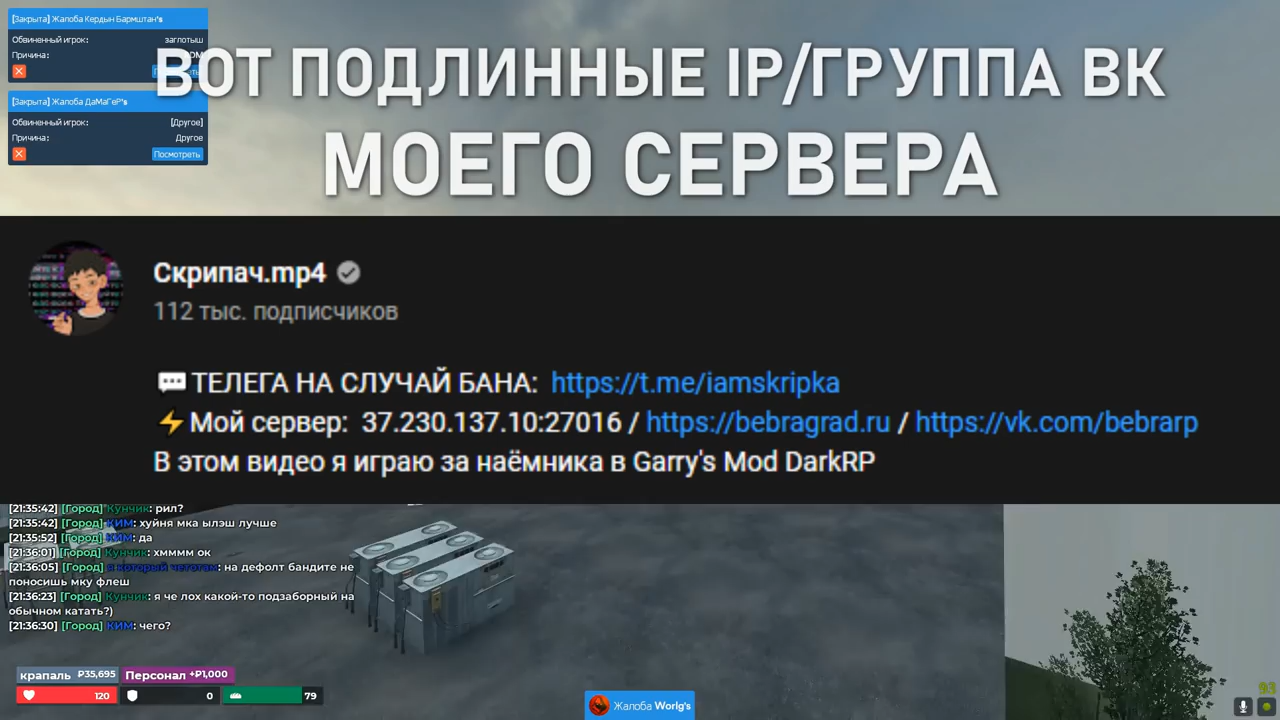 [Закрыта] Жалоба Кердын Бармштан's
Обвиненный игрок: заглотыш
Причина:
ВОТ ПОДЛИННЫЕ IP/ГРУППА ВК
МОЕГО СЕРВЕРА
[Закрыта] Жалоба ДаМаГеР's
Обвиненный игрок: [Другое]
Причина: Другое
Посмотреть
Скрипач.mp4
112 тыс. подписчиков
ТЕЛЕГА НА СЛУЧАЙ БАНА: https://t.me/iamskripka
Мой сервер: 37.230.137.10:27016 / https://bebragrad.ru / https://vk.com/bebrarp
В этом видео я играю за наёмника в Garry's Mod DarkRP
[21:35:42] [Город] Кунчик: рил?
[21:35:42] [Город] КИМ: хуйня мка ылэш лучше
[21:35:52] [Город] КИМ: да
[21:36:01] [Город] Кунчик: хмммм ок
[21:36:05] [Город] я который четотам: на дефолт бандите не
поносишь мку флеш
[21:36:23] [Город] Кунчик: я че лох какой-то подзаборный на
обычном катать?)
[21:36:30] [Город] КИМ: чего?
крапаль ₽35,695 Персонал +₽1,000
120 0 79
Жалоба Worlg's